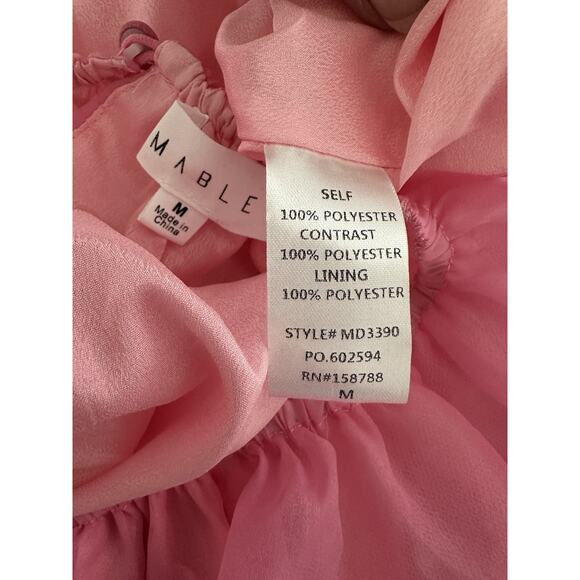 MABLE
M
Made in
China
SELF
100% POLYESTER
CONTRAST
100% POLYESTER
LINING
100% POLYESTER
STYLE# MD3390
PO.602594
RN#158788
M